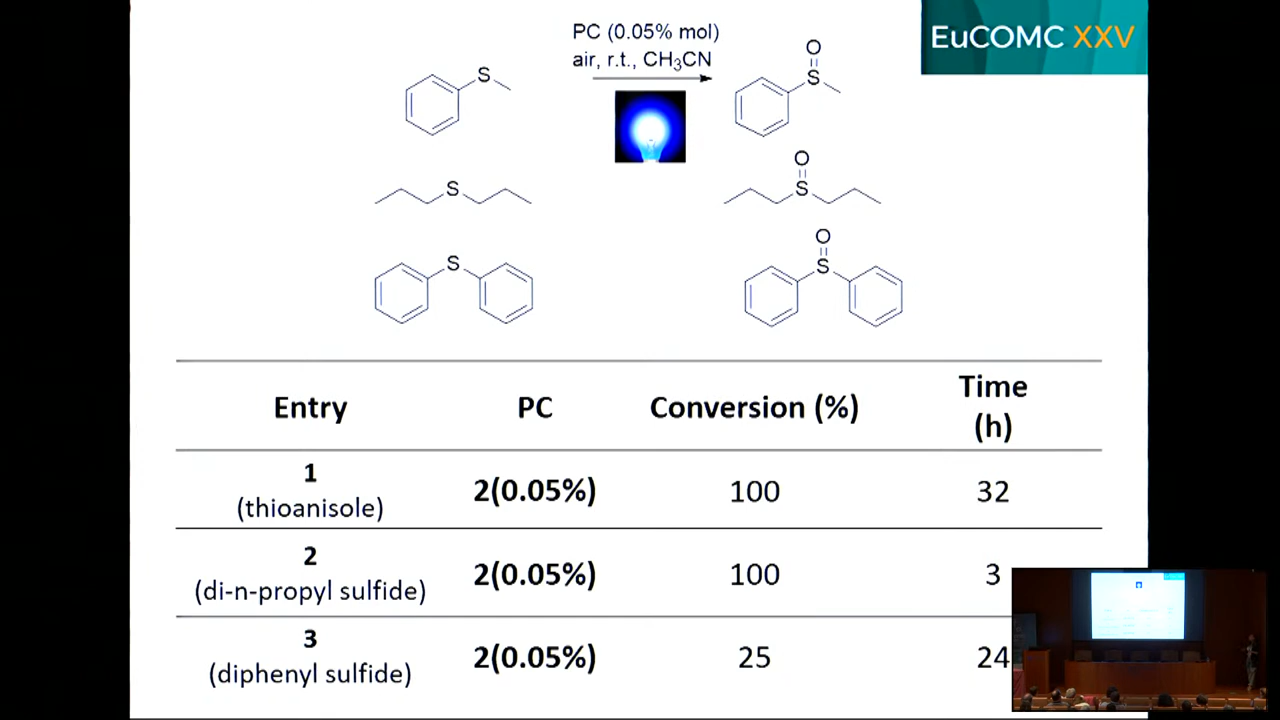 PC (0.05% mol)
air, r.t., CH3CN
EuCOMC XXV
S
O
S
S
O
S
S
O
S
Entry
PC
Conversion (%)
Time
(h)
1
(thioanisole)
2(0.05%)
100
32
2
(di-n-propyl sulfide)
2(0.05%)
100
3
3
(diphenyl sulfide)
2(0.05%)
25
24